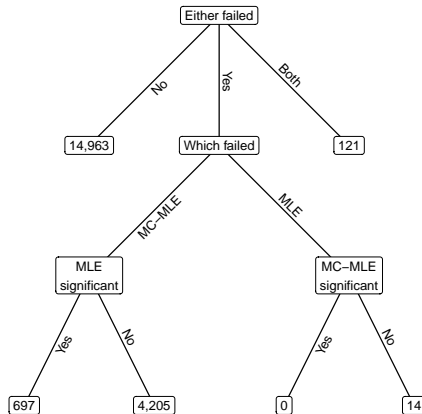 Either failed
No
Yes
Both
14,963
Which failed
121
MC−MLE
MLE
MLE
significant
MC−MLE
significant
Yes
No
Yes
No
697
4,205
0
14